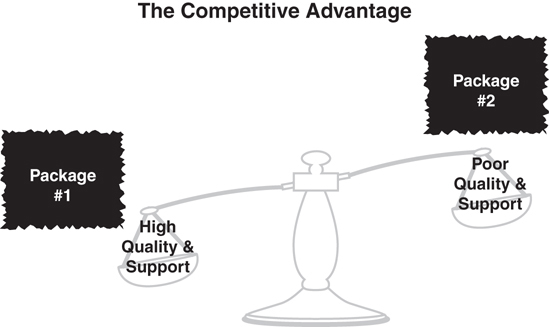 The Competitive Advantage
Package
#2
Package
#1
Poor
Quality &
Support
High
Quality &
Support